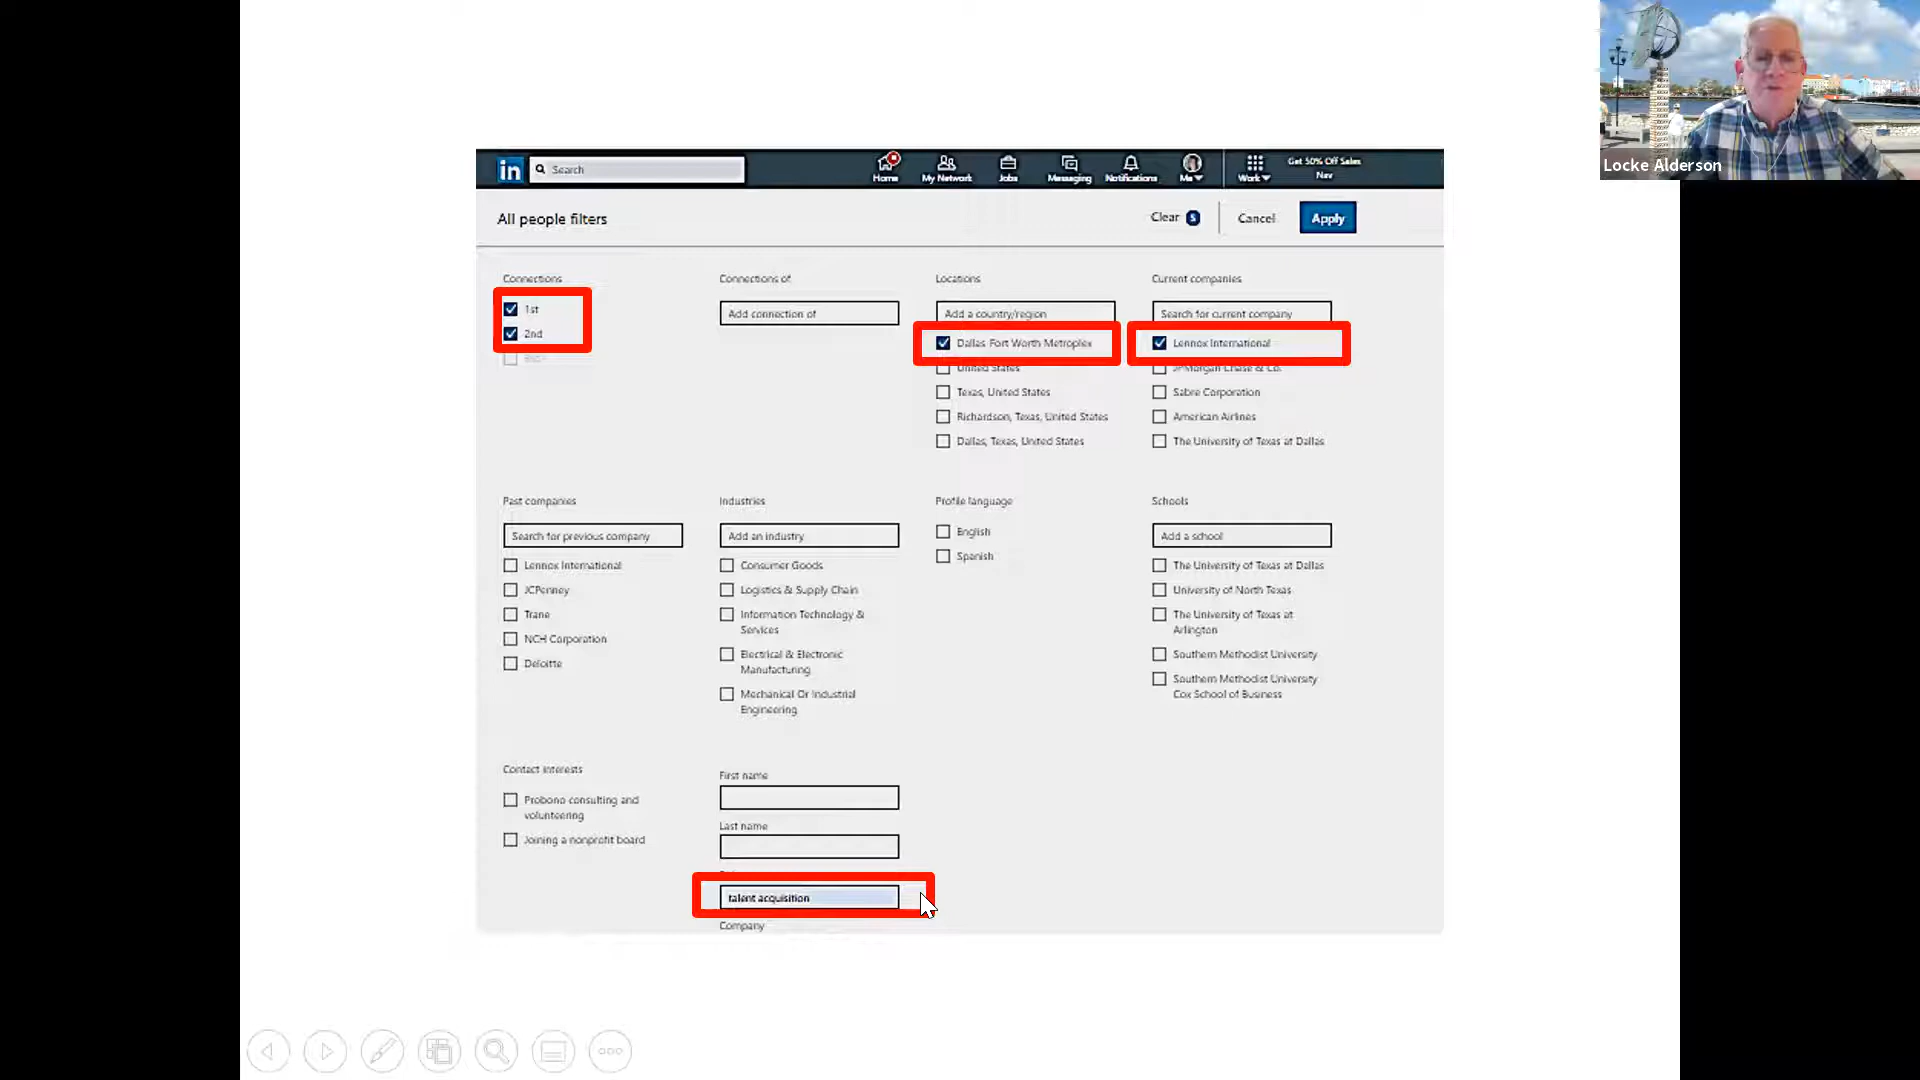 in
Search
Home
My Network
Jobs
Messaging
Notifications
Me
Work
Get 50% Off Sales
Nav
Locke Alderson
All people filters
Clear 5
Cancel
Apply
Connections
1st
2nd
Connections of
Add connection of
Locations
Add a country/region
Dallas-Fort Worth Metroplex
United States
Texas, United States
Richardson, Texas, United States
Dallas, Texas, United States
Current companies
Search for current company
Lennox International
JPMorgan Chase & Co.
Sabre Corporation
American Airlines
The University of Texas at Dallas
Past companies
Search for previous company
Lennox International
JCPenney
Trane
NCH Corporation
Deloitte
Industries
Add an industry
Consumer Goods
Logistics & Supply Chain
Information Technology &
Services
Electrical & Electronic
Manufacturing
Mechanical Or Industrial
Engineering
Profile language
English
Spanish
Schools
Add a school
The University of Texas at Dallas
University of North Texas
The University of Texas at
Arlington
Southern Methodist University
Southern Methodist University
Cox School of Business
Contact interests
Probono consulting and
volunteering
Joining a nonprofit board
First name
Last name
talent acquisition
Company